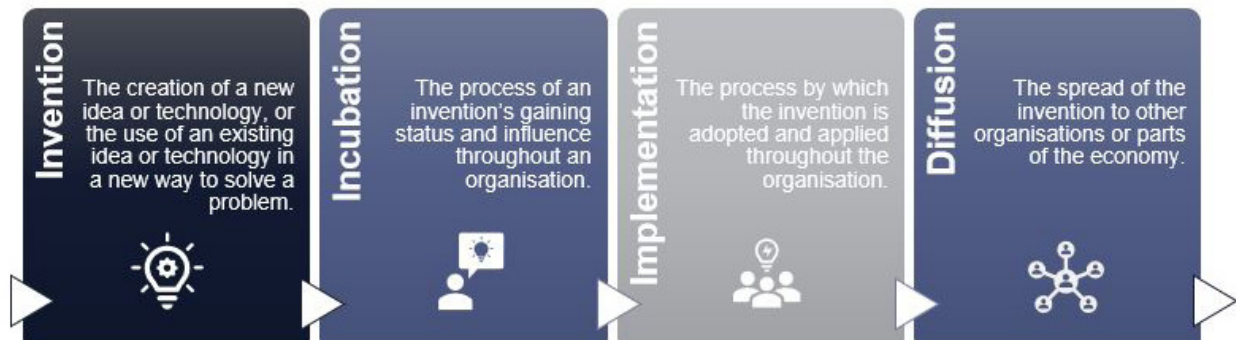 Invention
The creation of a new
idea or technology, or
the use of an existing
idea or technology in
a new way to solve a
problem.
Incubation
The process of an
invention’s gaining
status and influence
throughout an
organisation.
Implementation
The process by which
the invention is
adopted and applied
throughout the
organisation.
Diffusion
The spread of the
invention to other
organisations or parts
of the economy.